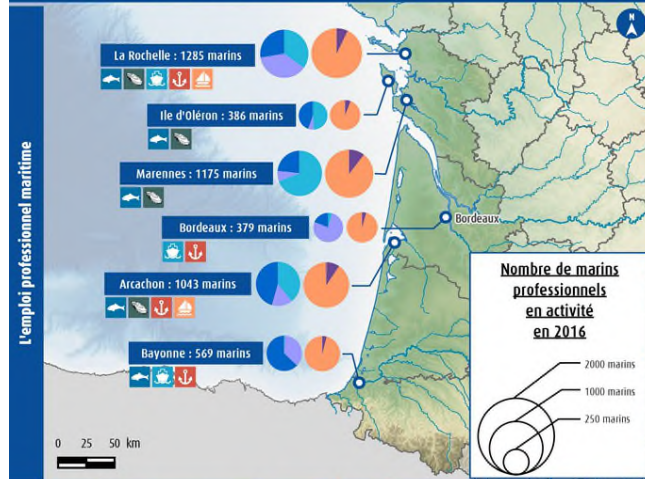 L'emploi professionnel maritime
N
La Rochelle : 1285 marins
Ile d'Oléron : 386 marins
Marennes : 1175 marins
Bordeaux : 379 marins
Bordeaux
Arcachon : 1043 marins
Bayonne : 569 marins
Nombre de marins
professionnels
en activité
en 2016
2000 marins
1000 marins
250 marins
0 25 50 km